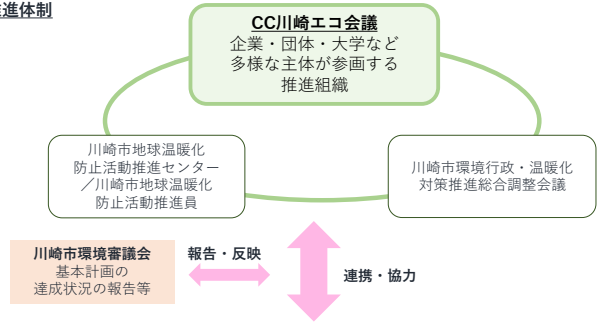 進体制
CC川崎エコ会議
企業・団体・大学など
多様な主体が参画する
推進組織
川崎市地球温暖化
防止活動推進センター
／川崎市地球温暖化
防止活動推進員
川崎市環境行政・温暖化
対策推進総合調整会議
川崎市環境審議会
基本計画の
達成状況の報告等
報告・反映
連携・協力